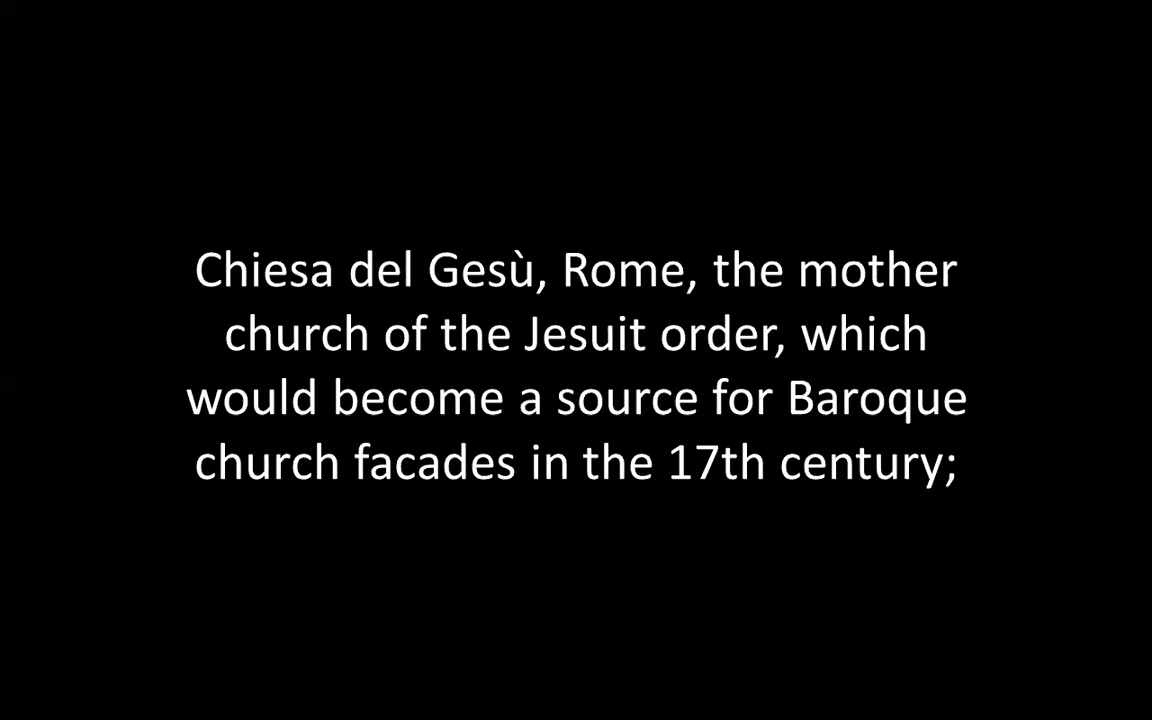 Chiesa del Gesù, Rome, the mother
church of the Jesuit order, which
would become a source for Baroque
church facades in the 17th century;